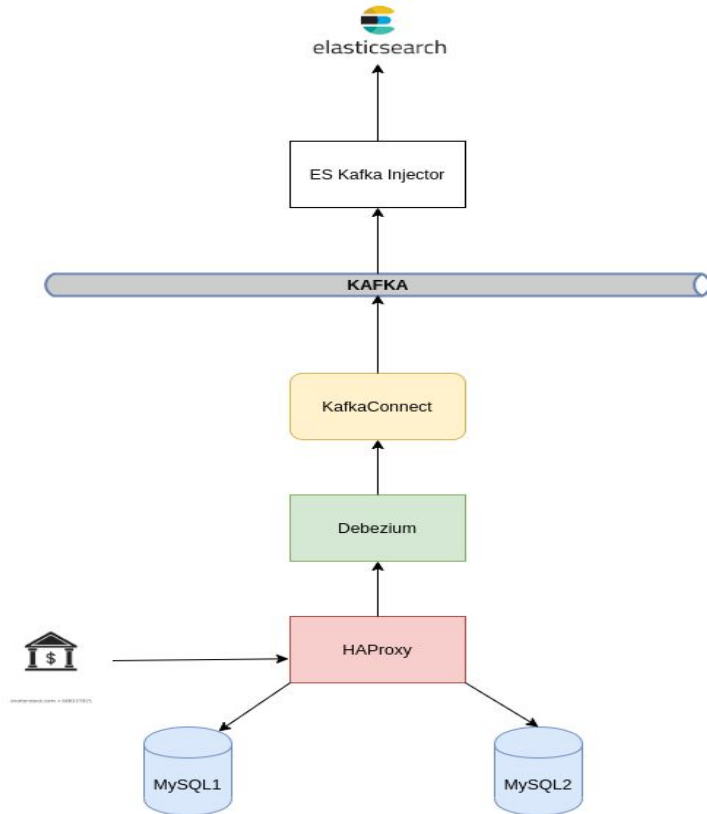 elasticsearch
ES Kafka Injector
KAFKA
KafkaConnect
Debezium
HAProxy
$
MySQL1
MySQL2